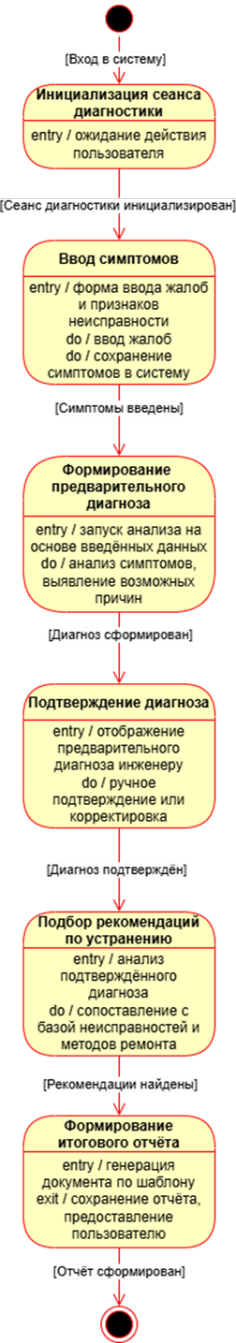 [Вход в систему]
Инициализация сеанса
диагностики
entry / ожидание действия
пользователя
[Сеанс диагностики инициализирован]
Ввод симптомов
entry / форма ввода жалоб
и признаков
неисправности
do / ввод жалоб
do / сохранение
симптомов в систему
[Симптомы введены]
Формирование
предварительного
диагноза
entry / запуск анализа на
основе введённых данных
do / анализ симптомов,
выявление возможных
причин
[Диагноз сформирован]
Подтверждение диагноза
entry / отображение
предварительного
диагноза инженеру
do / ручное
подтверждение или
корректировка
[Диагноз подтверждён]
Подбор рекомендаций
по устранению
entry / анализ
подтверждённого
диагноза
do / сопоставление с
базой неисправностей и
методов ремонта
[Рекомендации найдены]
Формирование
итогового отчёта
entry / генерация
документа по шаблону
exit / сохранение отчёта,
предоставление
пользователю
[Отчёт сформирован]